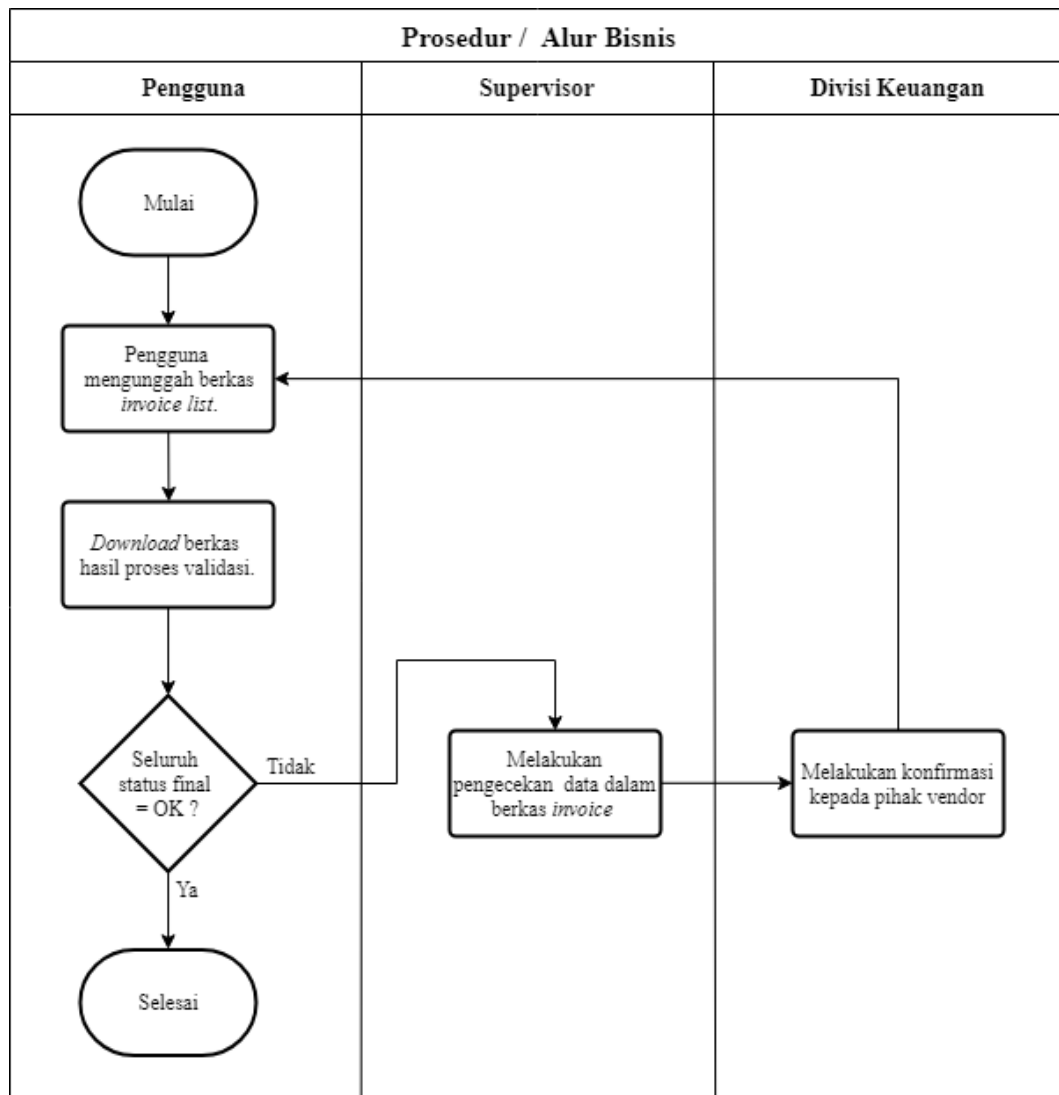 Prosedur / Alur Bisnis
Pengguna
Supervisor
Divisi Keuangan
Mulai
Pengguna
mengunggah berkas
invoice list.
Download berkas
hasil proses validasi.
Seluruh
status final
= OK ?
Tidak
Melakukan
pengecekan data dalam
berkas invoice
Melakukan konfirmasi
kepada pihak vendor
Ya
Selesai